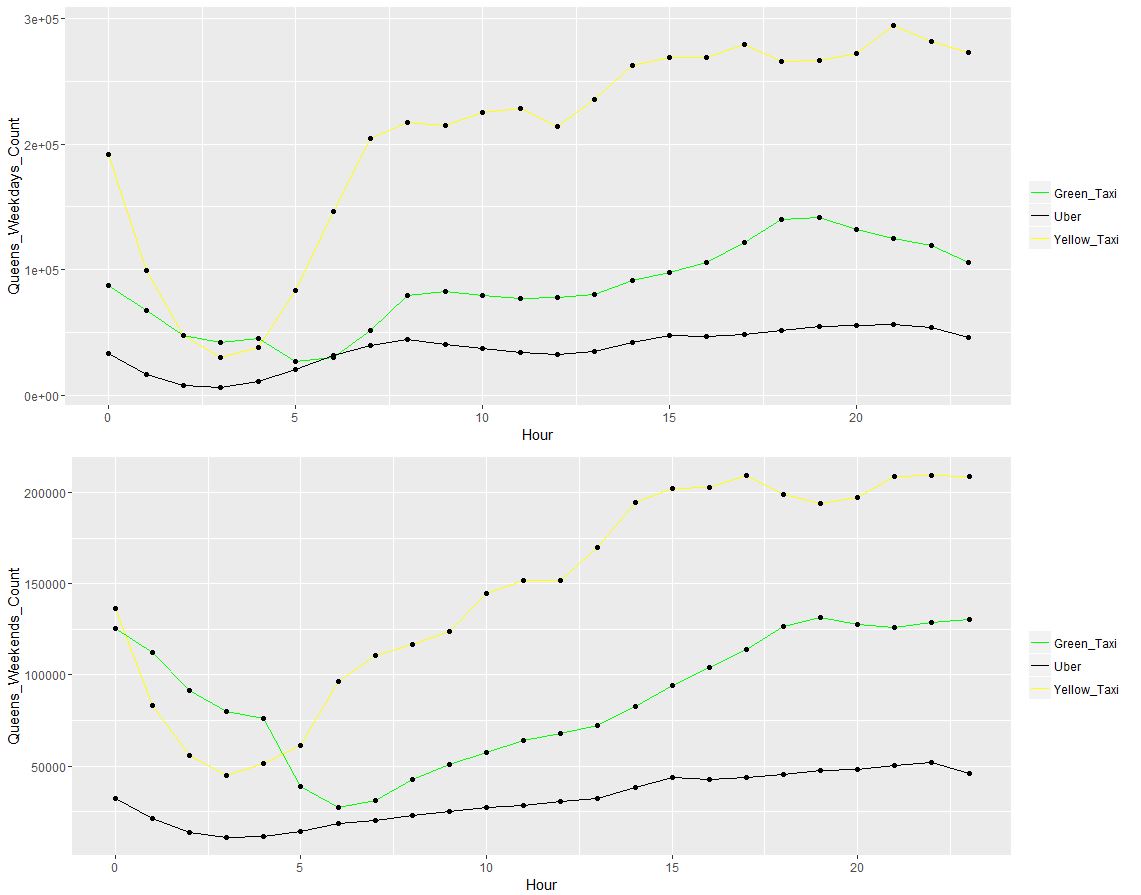 3e+05
2e+05
1e+05
0e+00
Queens_Weekdays_Count
0 5 10 15 20
Hour
Green_Taxi
Uber
Yellow_Taxi
200000
150000
100000
50000
Queens_Weekends_Count
0 5 10 15 20
Hour
Green_Taxi
Uber
Yellow_Taxi